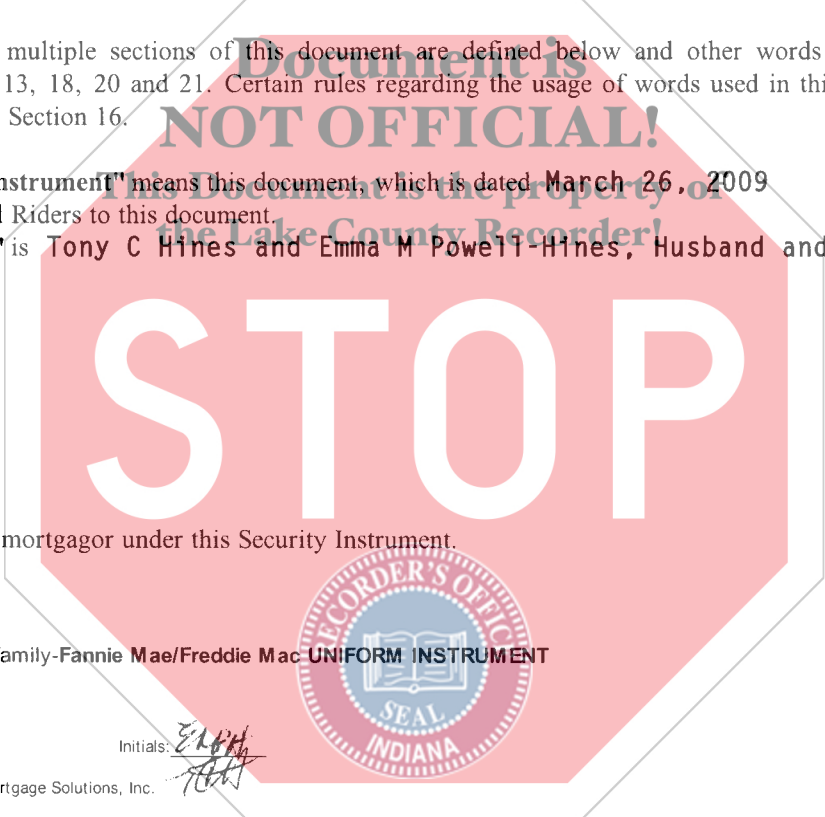 multiple sections of this document are defined below and other words
13, 18, 20 and 21. Certain rules regarding the usage of words used in thi
Section 16.
Document is
NOT OFFICIAL!
This Document is the property of
the Lake County Recorder!
nstrument" means this document, which is dated March 26, 2009
Riders to this document.
" is Tony C Hines and Emma M Powell-Hines, Husband and
STOP
mortgagor under this Security Instrument.
RECORDER'S OFFICE
SEAL
INDIANA
amily-Fannie Mae/Freddie Mac UNIFORM INSTRUMENT
Initials:
rtgage Solutions, Inc.